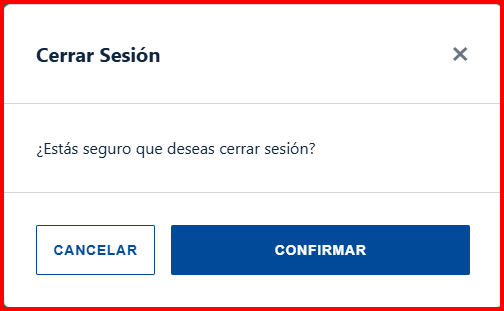 Cerrar Sesión
¿Estás seguro que deseas cerrar sesión?
CANCELAR CONFIRMAR